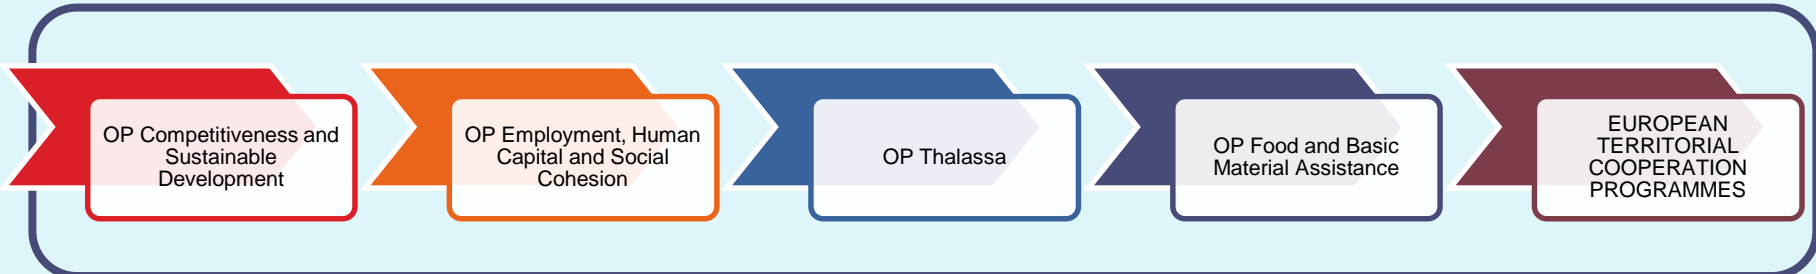 OP Competitiveness and
Sustainable
Development
OP Employment, Human
Capital and Social
Cohesion
OP Thalassa
OP Food and Basic
Material Assistance
EUROPEAN
TERRITORIAL
COOPERATION
PROGRAMMES